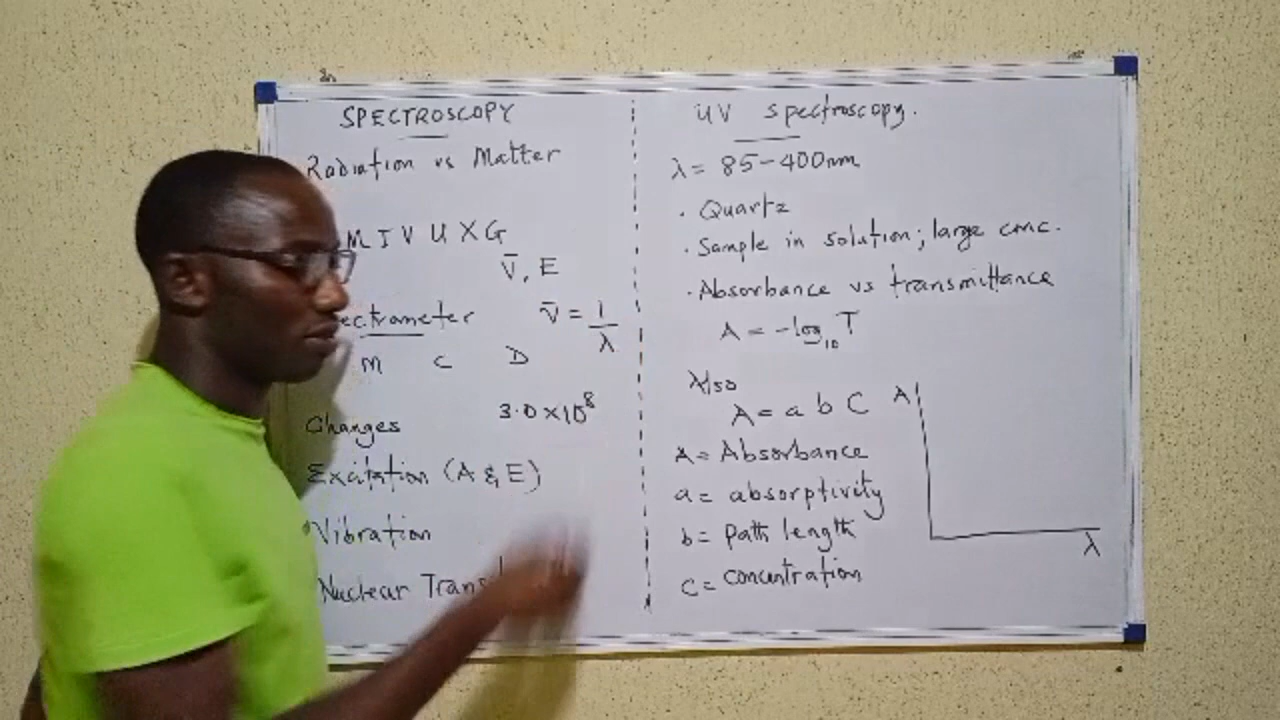 SPECTROSCOPY
Radiation vs Matter
M I V U X G
V̄, E
ectrometer
V̄ = 1/λ
M C D
3.0 × 10⁸
Changes
Excitation (A & E)
Vibration
Nuclear Trans
UV spectroscopy.
λ = 85-400nm
· Quartz
· Sample in solution; large conc.
· Absorbance vs transmittance
A = -log₁₀ T
Also
A = a b C
A = Absorbance
a = absorptivity
b = path length
C = concentration
A
λ